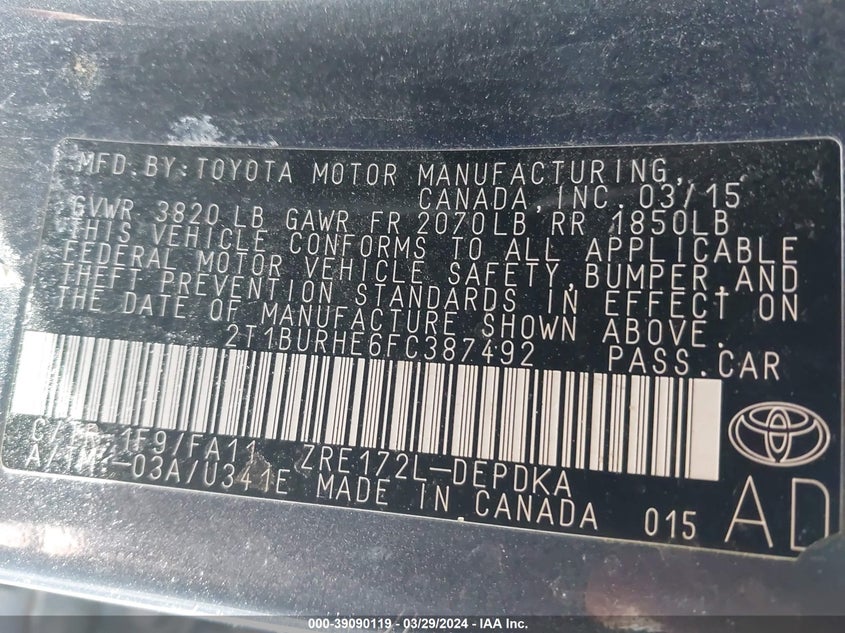 MFD.BY:TOYOTA MOTOR MANUFACTURING,
CANADA,INC. 03/15
GVWR 3820 LB GAWR FR 2070LB RR 1850LB
THIS VEHICLE CONFORMS TO ALL APPLICABLE
FEDERAL MOTOR VEHICLE SAFETY,BUMPER,AND
THEFT PREVENTION STANDARDS IN EFFECT ON
THE DATE OF MANUFACTURE SHOWN ABOVE.
2T1BURHE6FC387492 PASS.CAR
C/TR:1F9/FA11 ZRE172L-DEPDKA
A/TM:-03A/U341E MADE IN CANADA 015
AD
000-39090119 - 03/29/2024 - IAA Inc.